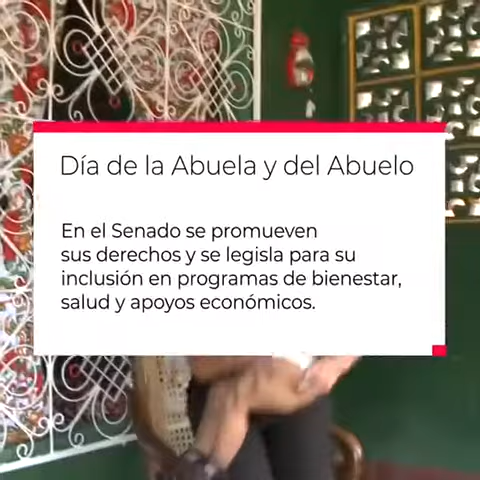 Día de la Abuela y del Abuelo
En el Senado se promueven
sus derechos y se legisla para su
inclusión en programas de bienestar,
salud y apoyos económicos.